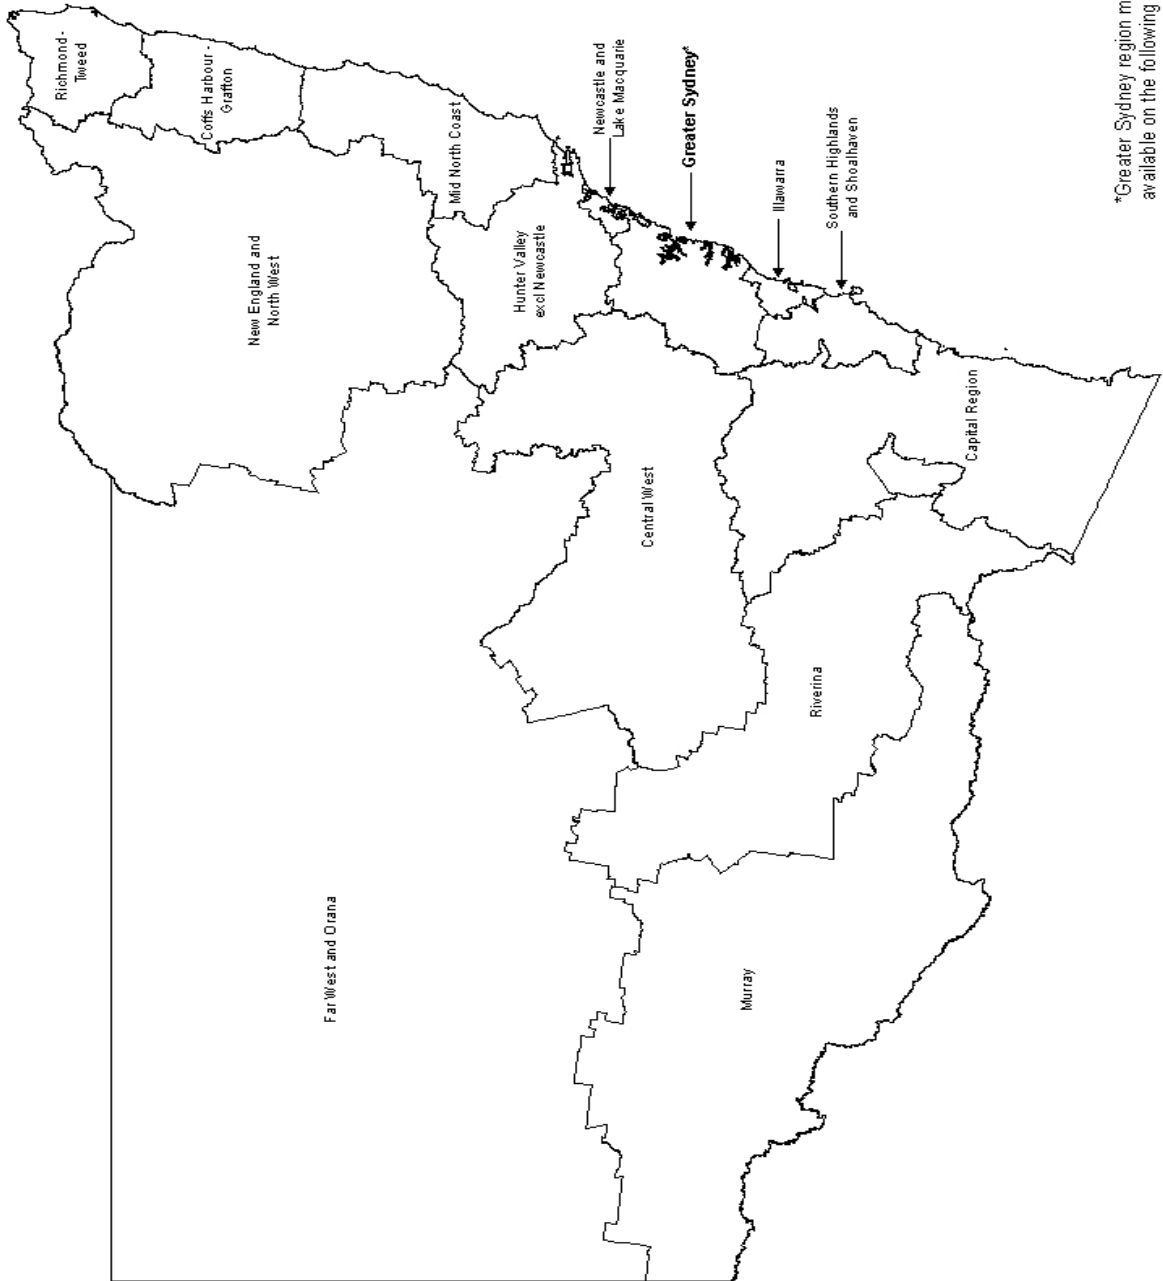 Richmond-
Tweed
Coffs Harbour -
Grafton
Mid North Coast
New England and
North West
Hunter Valley
excl Newcastle
Newcastle and
Lake Macquarie
Greater Sydney*
Illawarra
Southern Highlands
and Shoalhaven
Capital Region
Central West
Riverina
Far West and Orana
Murray
*Greater Sydney region m
available on the following